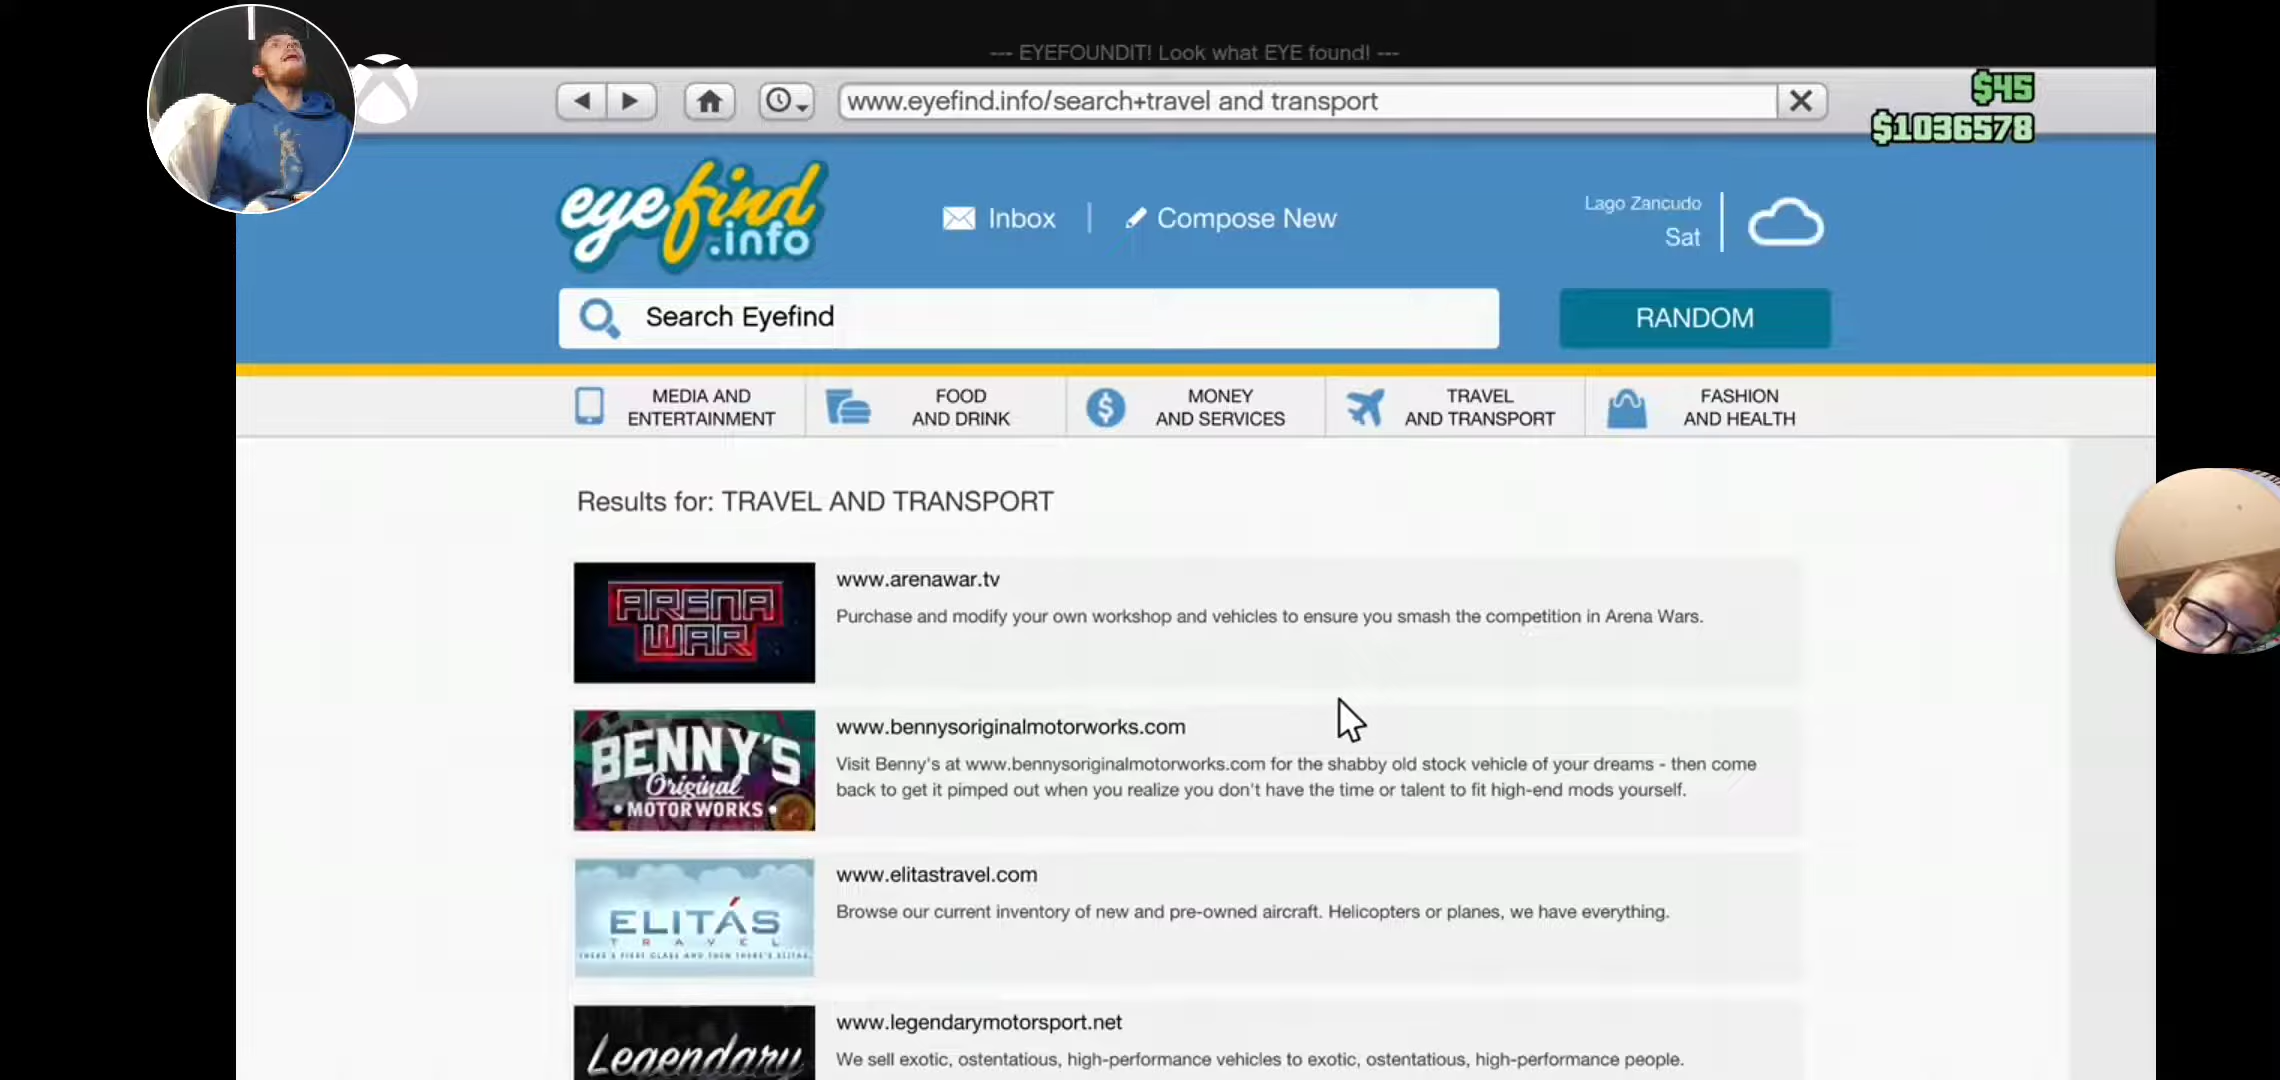 --- EYEFOUNDIT! Look what EYE found! ---
www.eyefind.info/search+travel and transport
$45
$1036578
eyefind
.info
Inbox
Compose New
Lago Zancudo
Sat
Search Eyefind
RANDOM
MEDIA AND
ENTERTAINMENT
FOOD
AND DRINK
MONEY
AND SERVICES
TRAVEL
AND TRANSPORT
FASHION
AND HEALTH
Results for: TRAVEL AND TRANSPORT
ARENA
WAR
www.arenawar.tv
Purchase and modify your own workshop and vehicles to ensure you smash the competition in Arena Wars.
BENNY'S
Original
• MOTOR WORKS •
www.bennysoriginalmotorworks.com
Visit Benny's at www.bennysoriginalmotorworks.com for the shabby old stock vehicle of your dreams - then come
back to get it pimped out when you realize you don't have the time or talent to fit high-end mods yourself.
ELITÁS
TRAVEL
THERE'S FIRST CLASS AND THEN THERE'S ELITAS
www.elitastravel.com
Browse our current inventory of new and pre-owned aircraft. Helicopters or planes, we have everything.
Legendary
www.legendarymotorsport.net
We sell exotic, ostentatious, high-performance vehicles to exotic, ostentatious, high-performance people.